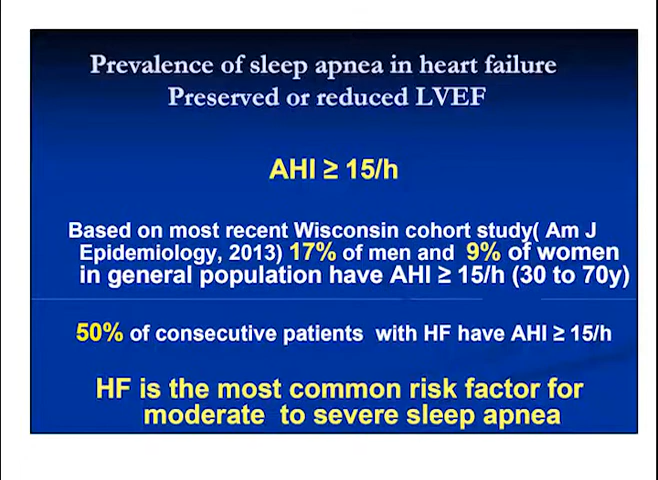 Prevalence of sleep apnea in heart failure
Preserved or reduced LVEF
AHI ≥ 15/h
Based on most recent Wisconsin cohort study( Am J
Epidemiology, 2013) 17% of men and 9% of women
in general population have AHI ≥ 15/h (30 to 70y)
50% of consecutive patients with HF have AHI ≥ 15/h
HF is the most common risk factor for
moderate to severe sleep apnea